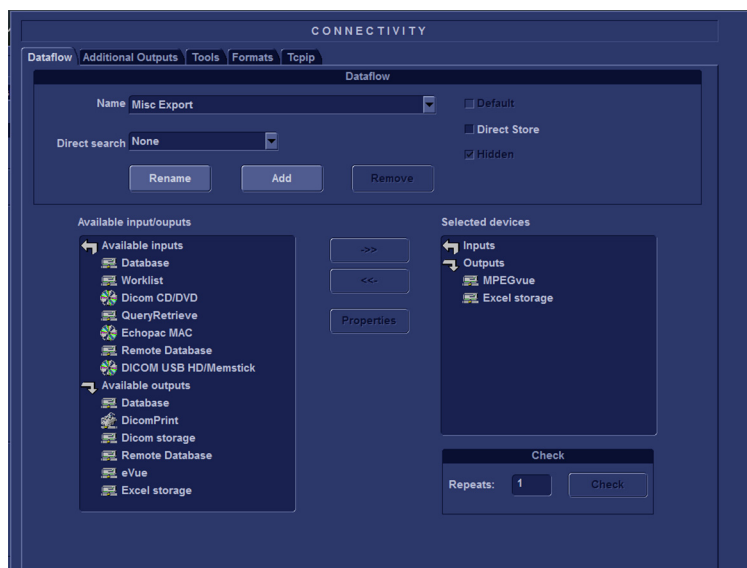 CONNECTIVITY
Dataflow Additional Outputs Tools Formats Tcpip
Dataflow
Name Misc Export
Default
Direct search None
Direct Store
Hidden
Rename Add Remove
Available input/ouputs
Available inputs
Database
Worklist
Dicom CD/DVD
QueryRetrieve
Echopac MAC
Remote Database
DICOM USB HD/Memstick
Available outputs
Database
DicomPrint
Dicom storage
Remote Database
eVue
Excel storage
->>
<<-
Properties
Selected devices
Inputs
Outputs
MPEGvue
Excel storage
Check
Repeats: 1 Check